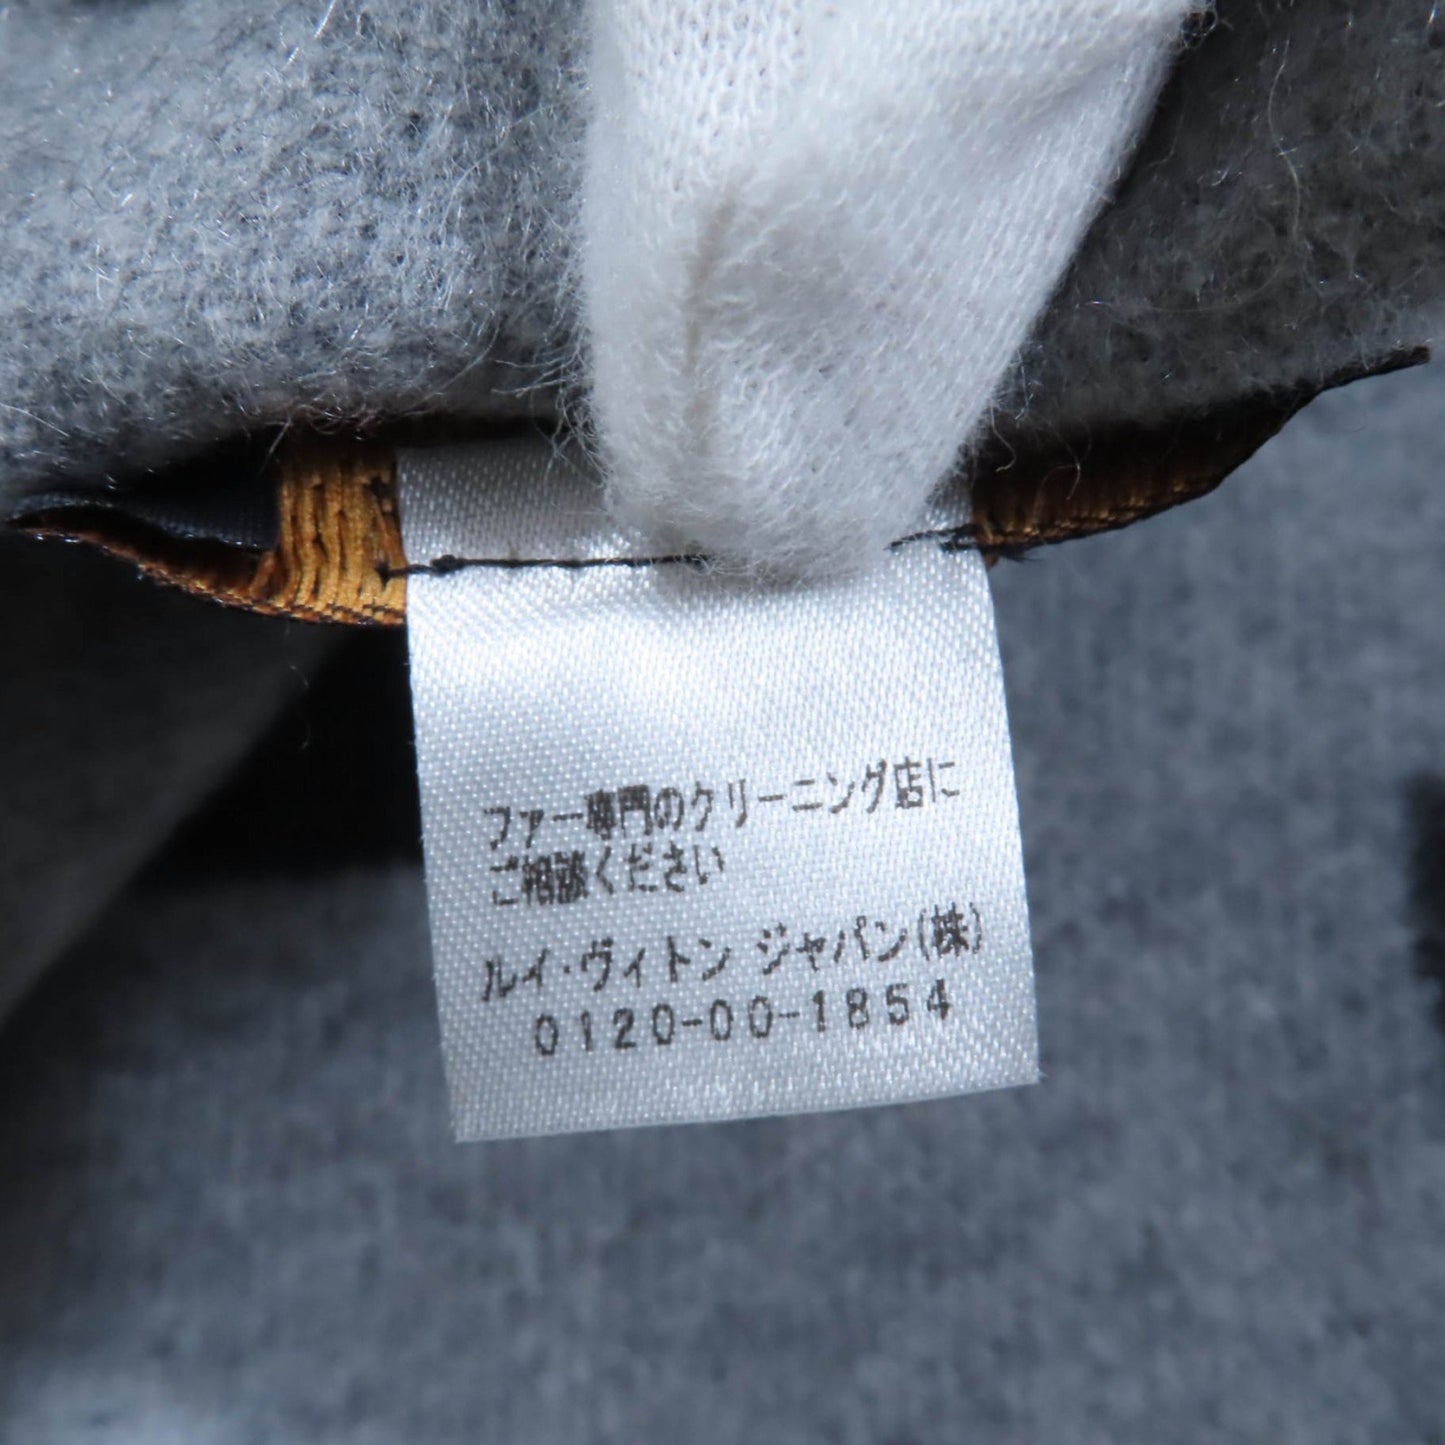 ファー専門のクリーニング店に
ご相談ください
ルイ・ヴィトン ジャパン(株)
0120-00-1854